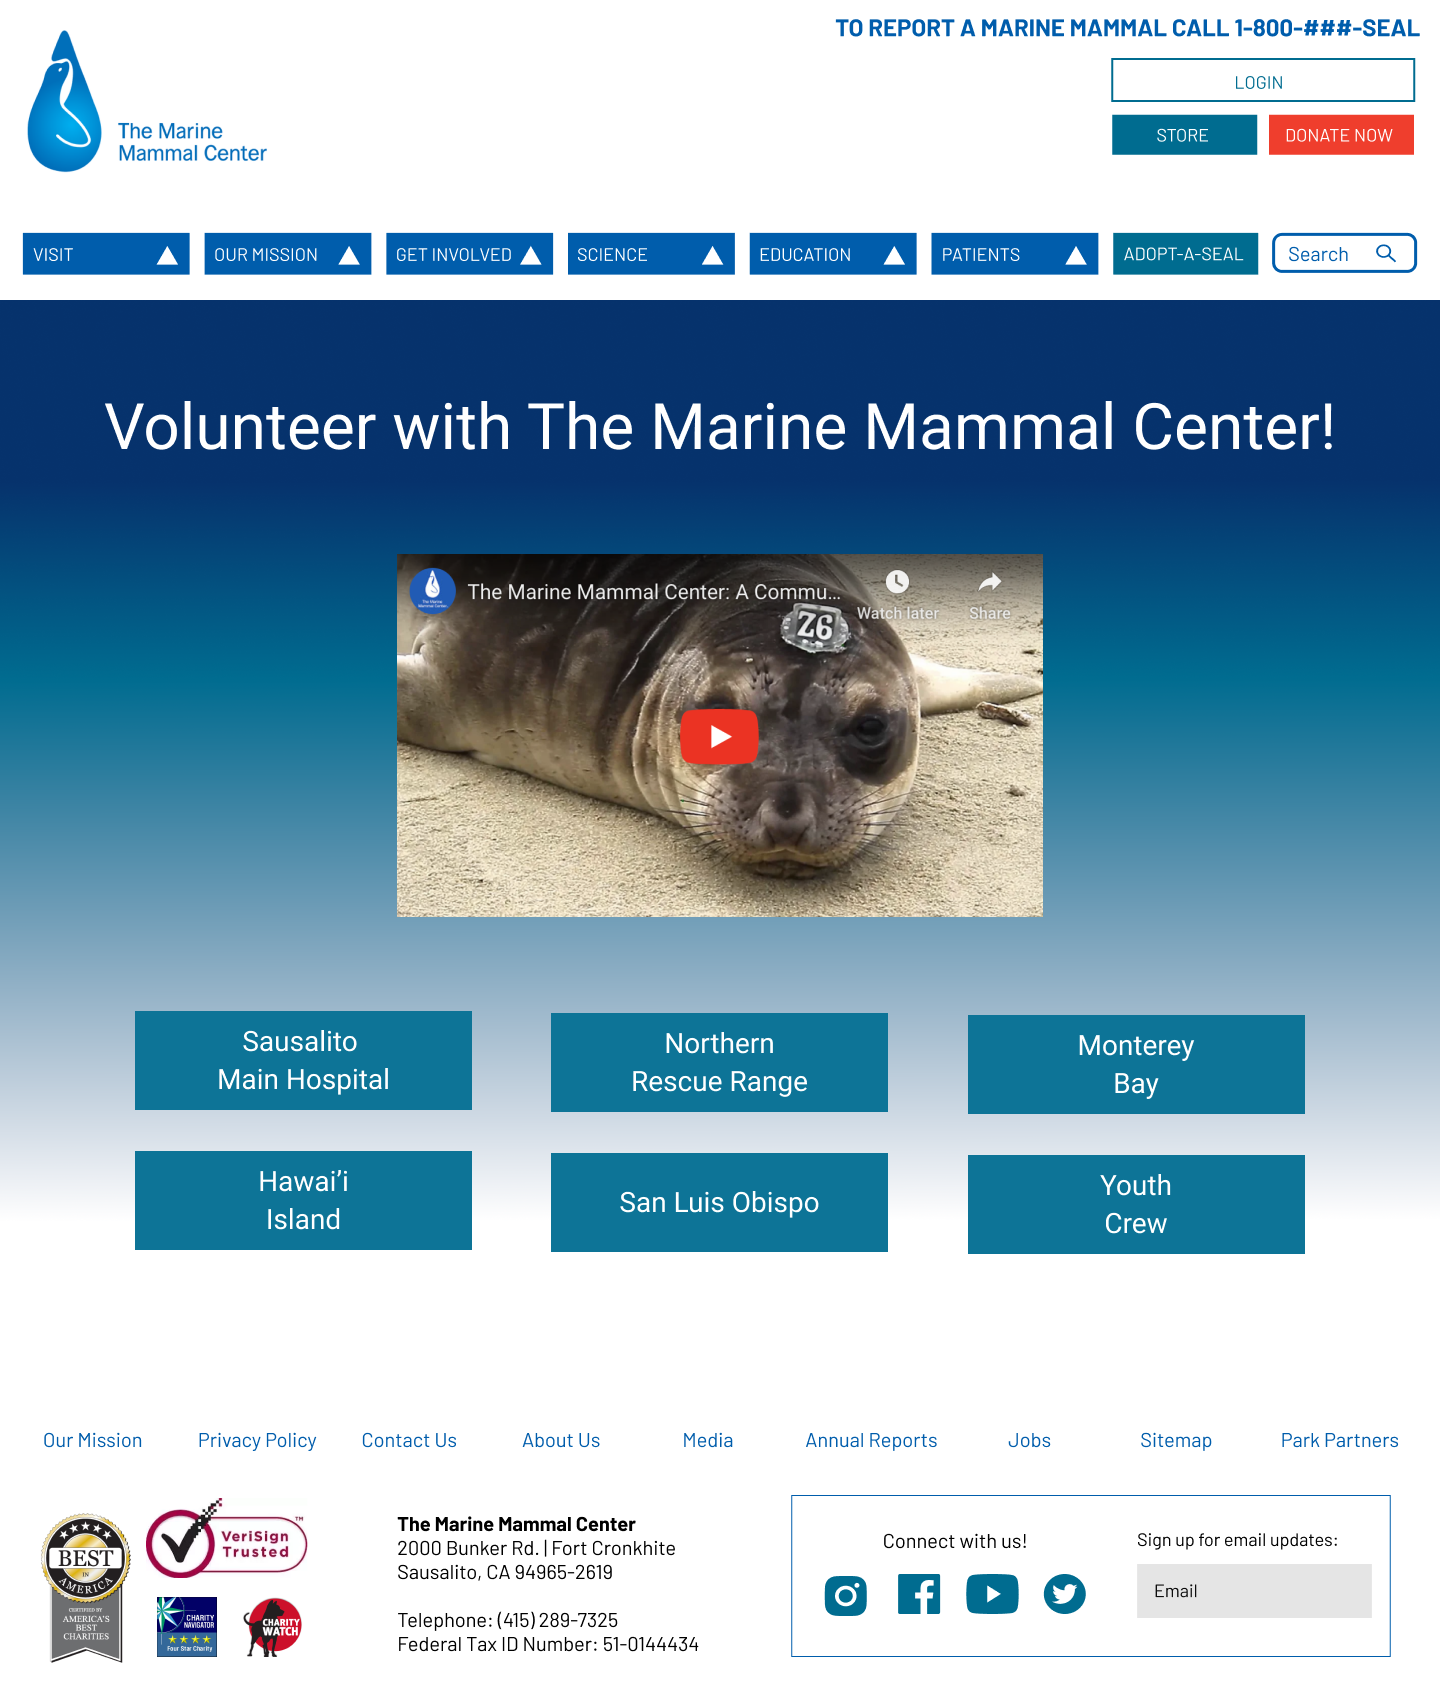 TO REPORT A MARINE MAMMAL CALL 1-800-###-SEAL
LOGIN
STORE
DONATE NOW
The Marine
Mammal Center
VISIT
OUR MISSION
GET INVOLVED
SCIENCE
EDUCATION
PATIENTS
ADOPT-A-SEAL
Search
Volunteer with The Marine Mammal Center!
The Marine Mammal Center
The Marine Mammal Center: A Commu...
Watch later
Share
Z6
Sausalito
Main Hospital
Northern
Rescue Range
Monterey
Bay
Hawai’i
Island
San Luis Obispo
Youth
Crew
Our Mission
Privacy Policy
Contact Us
About Us
Media
Annual Reports
Jobs
Sitemap
Park Partners
BEST
IN
AMERICA
CERTIFIED BY
AMERICA'S
BEST
CHARITIES
VeriSign
Trusted
™
CHARITY
NAVIGATOR
Four Star Charity
CHARITY
WATCH
The Marine Mammal Center
2000 Bunker Rd. | Fort Cronkhite
Sausalito, CA 94965-2619
Telephone: (415) 289-7325
Federal Tax ID Number: 51-0144434
Connect with us!
Sign up for email updates:
Email